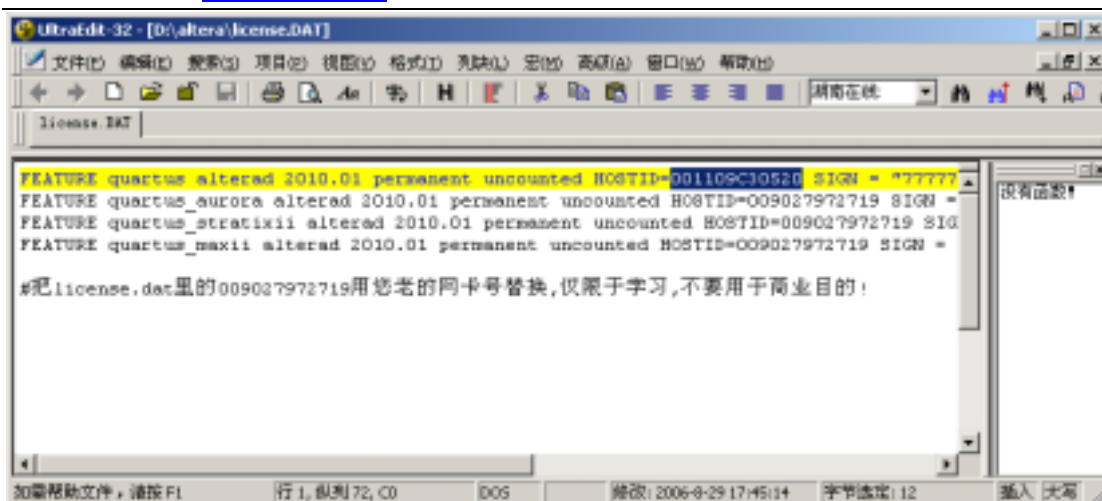 UltraEdit-32 - [D:\altera\license.DAT]
文件(F) 编辑(E) 搜索(S) 项目(P) 视图(V) 格式(T) 列块(L) 宏(M) 高级(A) 窗口(W) 帮助(H)
湖南在线
license.DAT
FEATURE quartus alterad 2010.01 permanent uncounted HOSTID=001109C30520 SIGN = "77777
FEATURE quartus_aurora alterad 2010.01 permanent uncounted HOSTID=009027972719 SIGN =
FEATURE quartus_stratixii alterad 2010.01 permanent uncounted HOSTID=009027972719 SIG
FEATURE quartus_maxii alterad 2010.01 permanent uncounted HOSTID=009027972719 SIGN =
#把license.dat里的009027972719用您老的网卡号替换,仅限于学习,不要用于商业目的!
没有函数!
如需帮助文件，请按 F1 行 1, 纵列 72, C0 DOS 修改: 2006-8-29 17:45:14 字节选定: 12 插入 大写